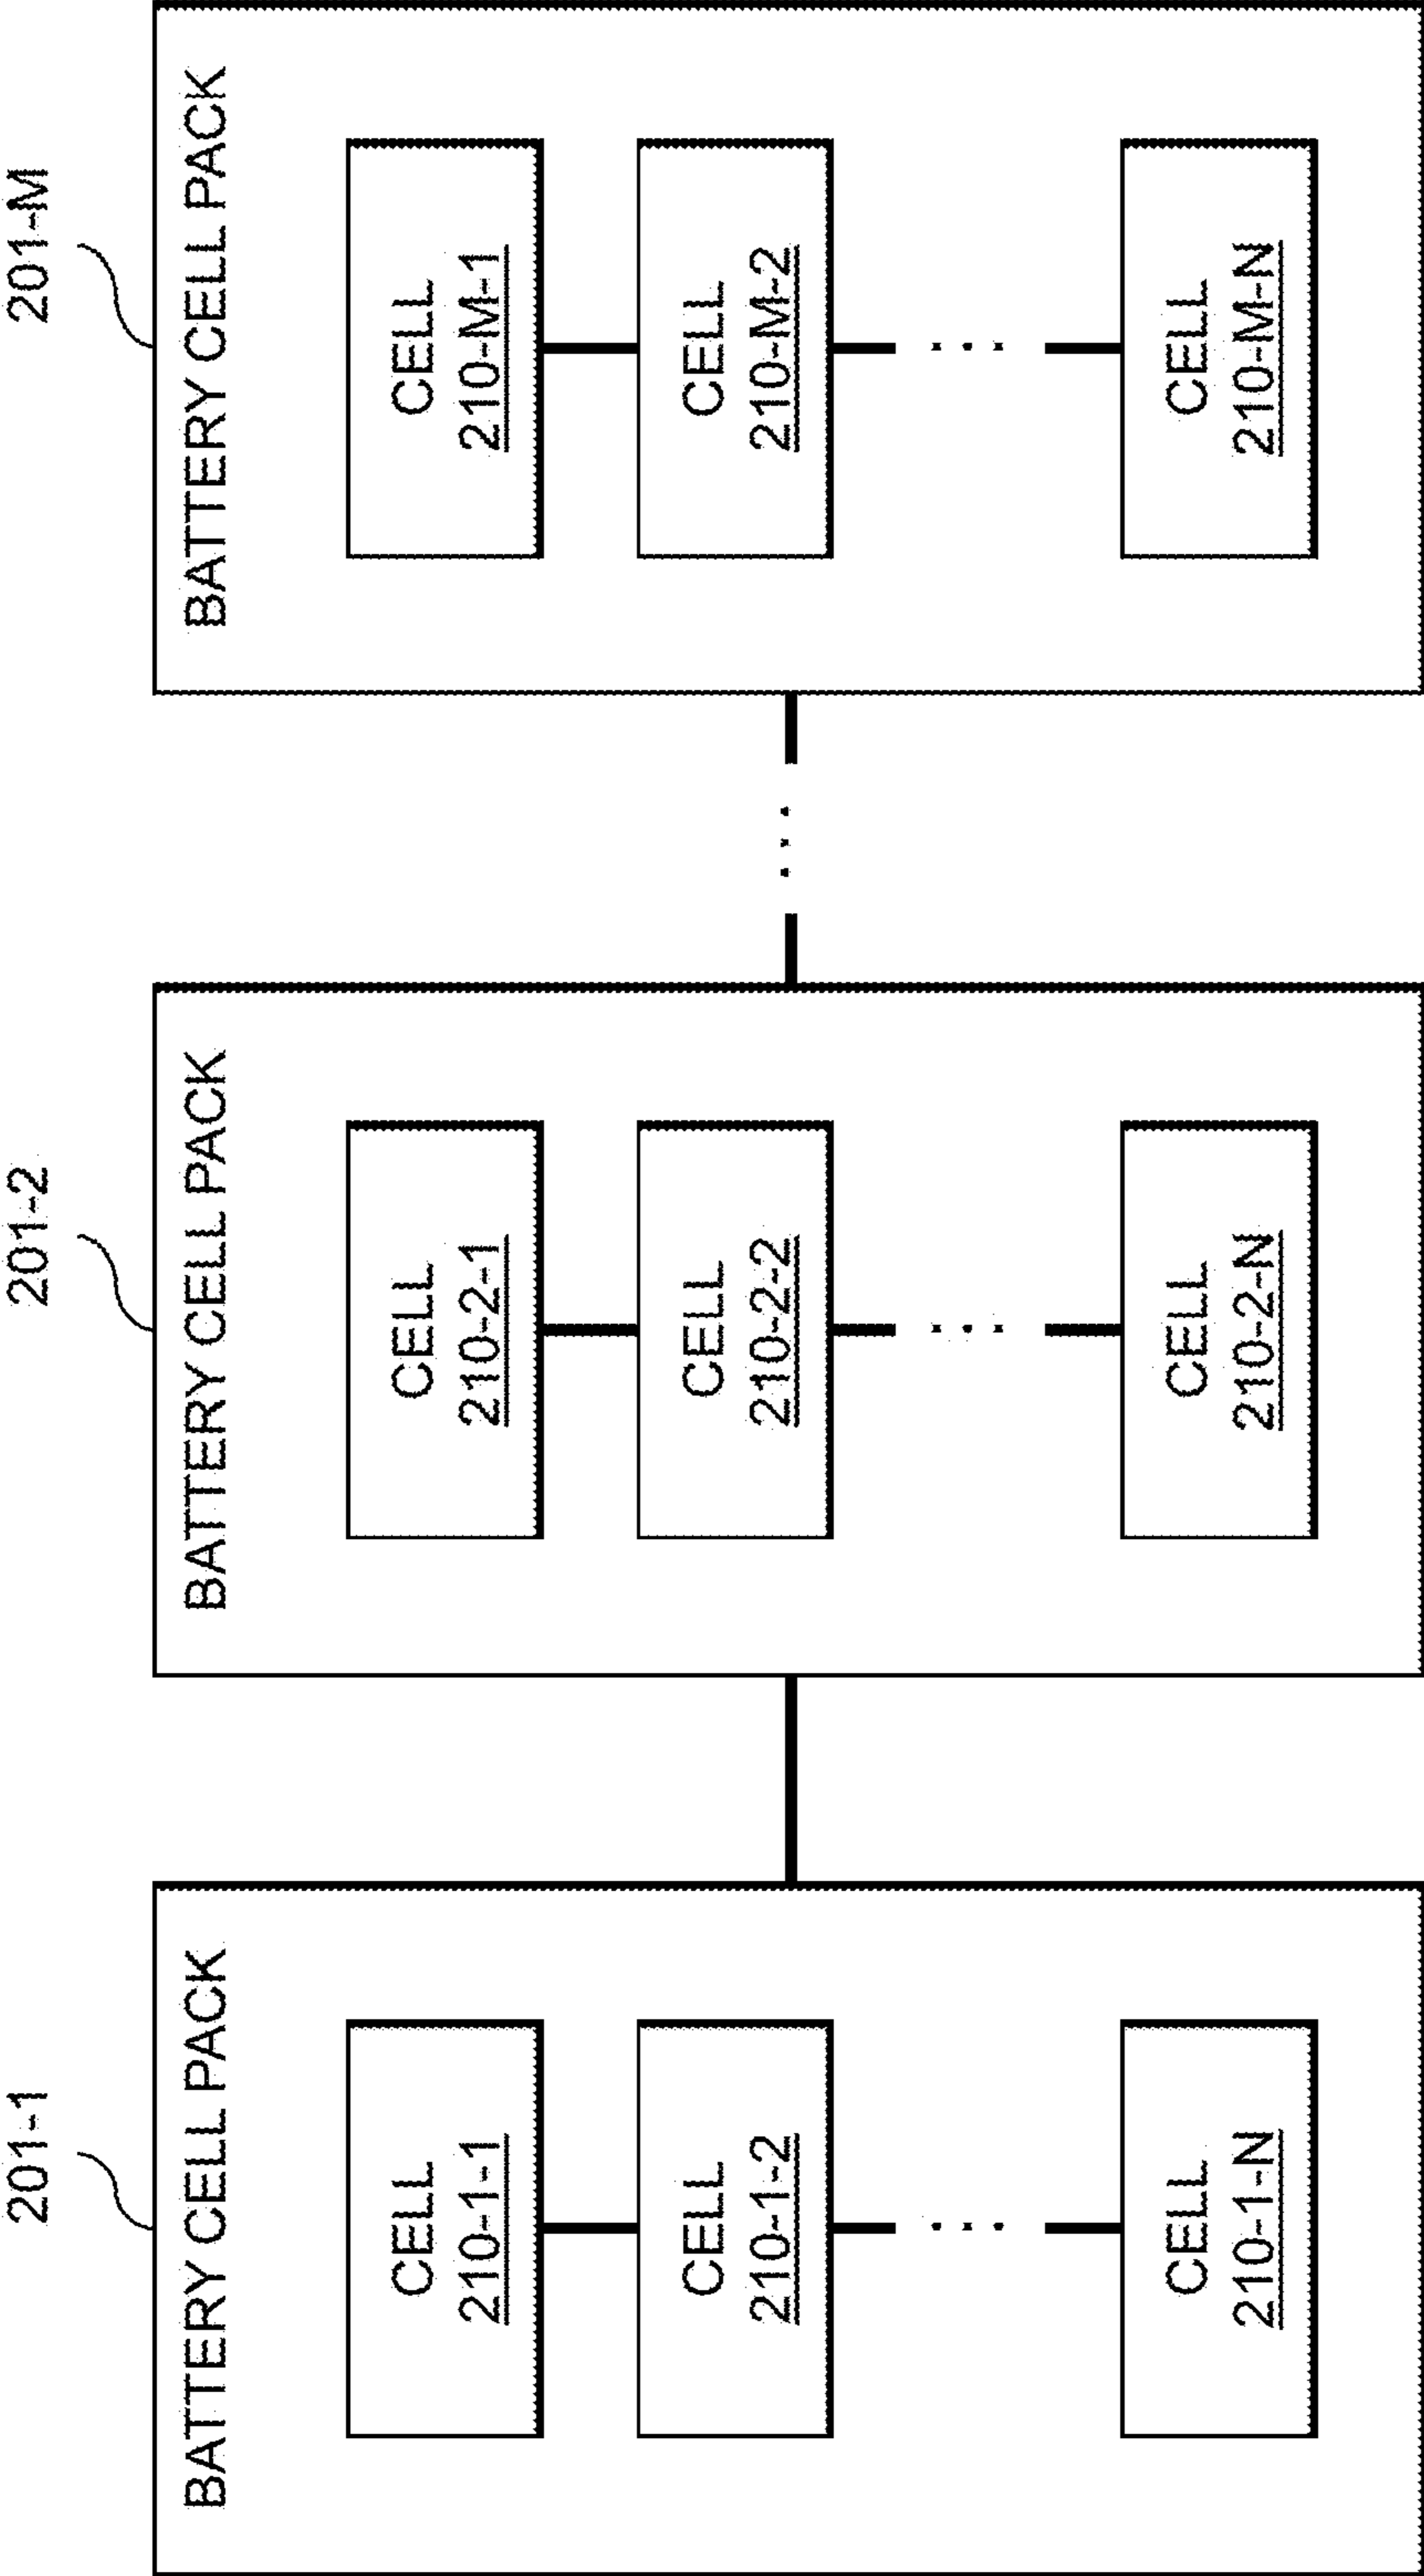 201-1
BATTERY CELL PACK
CELL
210-1-1
CELL
210-1-2
CELL
210-1-N
201-2
BATTERY CELL PACK
CELL
210-2-1
CELL
210-2-2
CELL
210-2-N
201-M
BATTERY CELL PACK
CELL
210-M-1
CELL
210-M-2
CELL
210-M-N